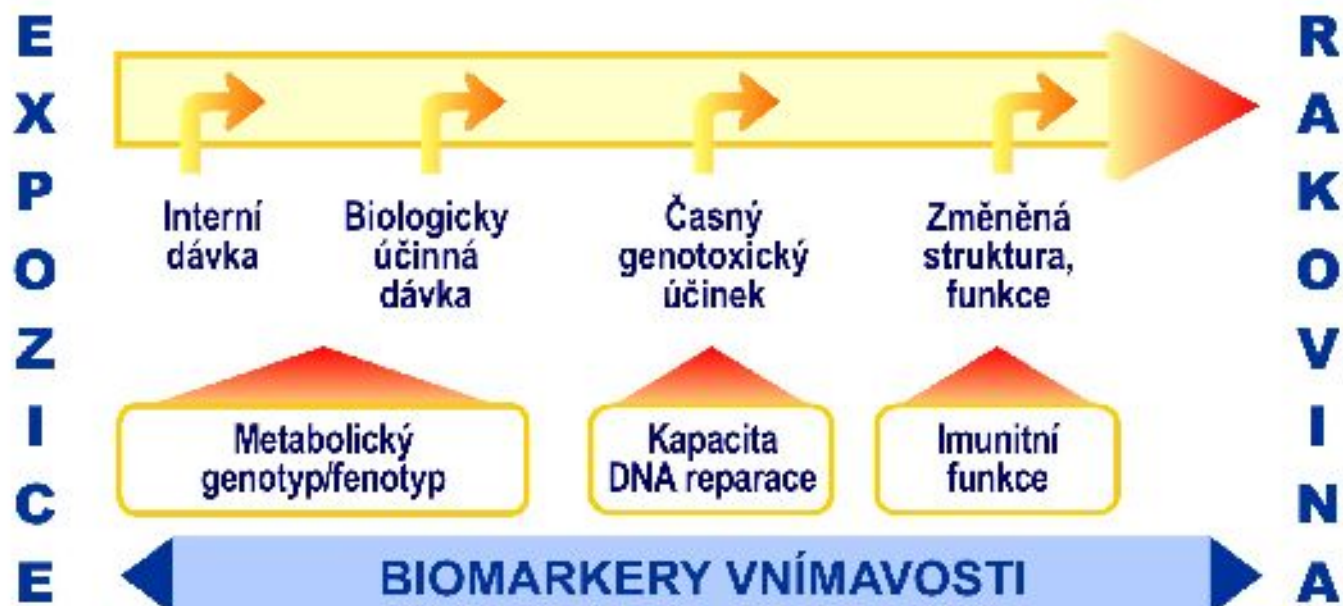 EXPOZICE
Interní
dávka
Biologicky
účinná
dávka
Časný
genotoxický
účinek
Změněná
struktura,
funkce
Metabolický
genotyp/fenotyp
Kapacita
DNA reparace
Imunitní
funkce
BIOMARKERY VNÍMAVOSTI
RAKOVINA